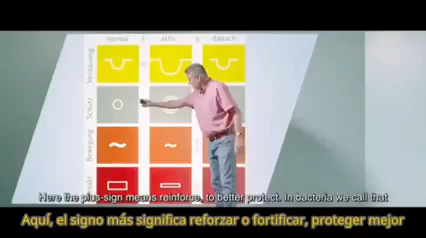 normal
aktiv
danach
Verdauung
Schutz
Bewegung
Here the plus-sign means reinforce, to better protect. In bacteria we call that
Aquí, el signo más significa reforzar o fortificar, proteger mejor